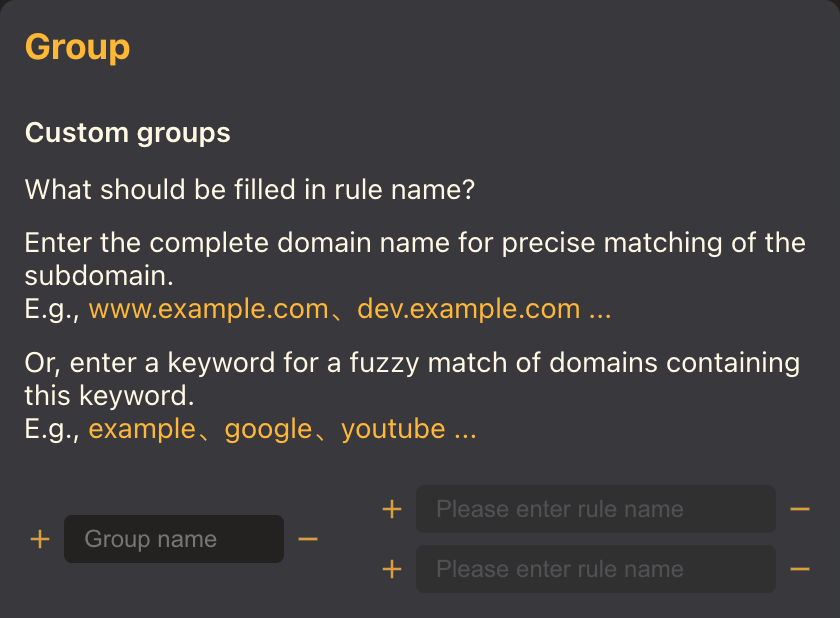 Group
Custom groups
What should be filled in rule name?
Enter the complete domain name for precise matching of the
subdomain.
E.g., www.example.com、dev.example.com ...
Or, enter a keyword for a fuzzy match of domains containing
this keyword.
E.g., example、google、youtube ...
+ Group name −
+ Please enter rule name −
+ Please enter rule name −